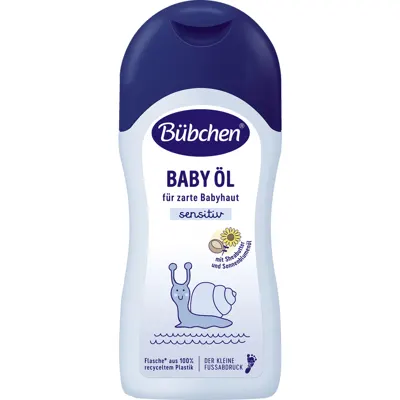 Bübchen
BABY ÖL
für zarte Babyhaut
sensitiv
mit Sheabutter
und Sonnenblumenöl
Flasche* aus 100%
recyceltem Plastik
DER KLEINE
FUSSABDRUCK